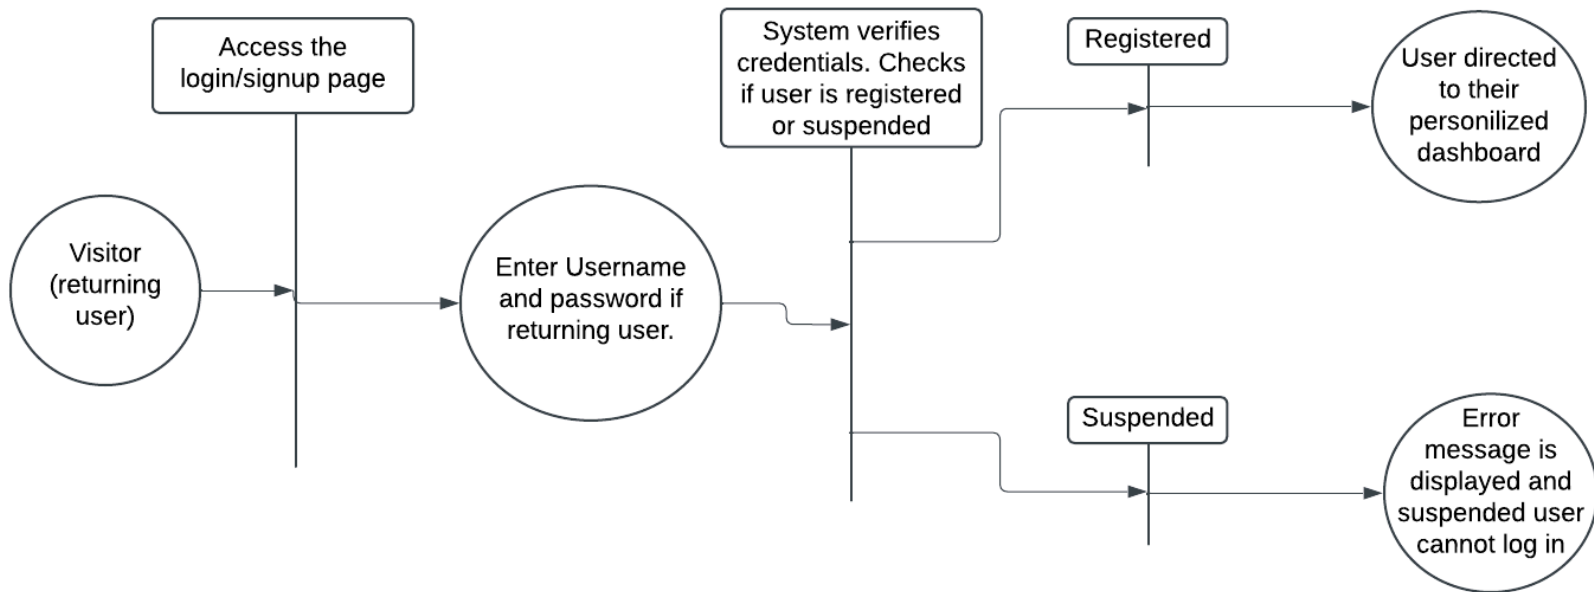 Access the
login/signup page
System verifies
credentials. Checks
if user is registered
or suspended
Registered
User directed
to their
personilized
dashboard
Visitor
(returning
user)
Enter Username
and password if
returning user.
Suspended
Error
message is
displayed and
suspended user
cannot log in